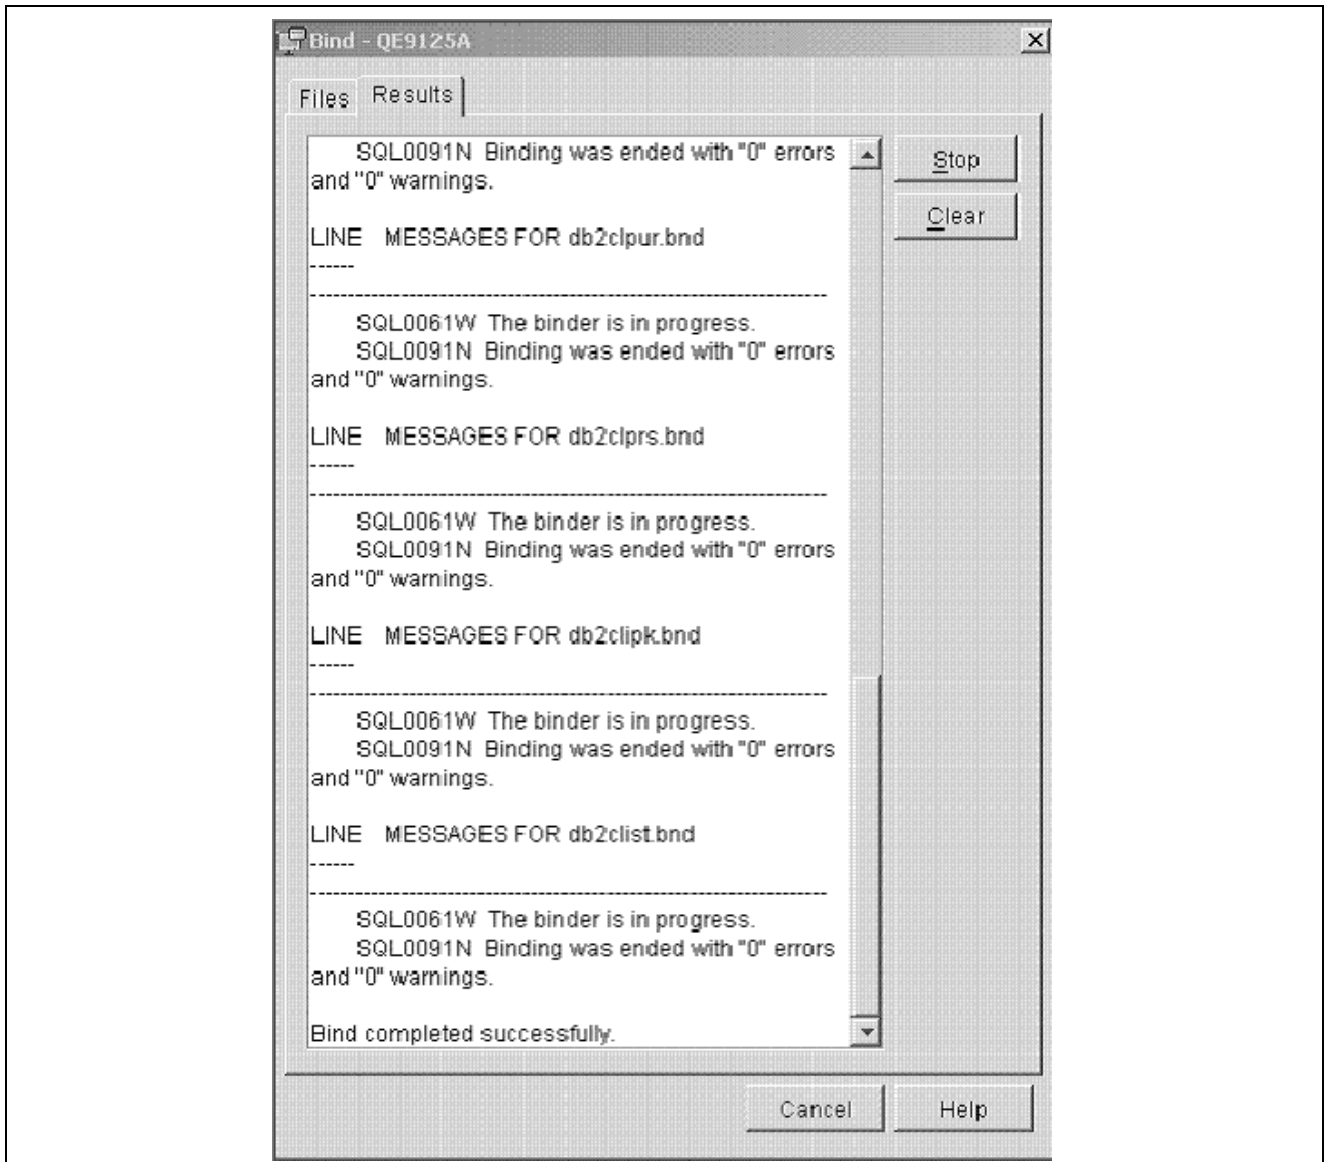 Bind - QE9125A
Files Results
SQL0091N Binding was ended with "0" errors
and "0" warnings.
LINE MESSAGES FOR db2clpur.bnd
------
--------------------------------------------------------------------
SQL0061W The binder is in progress.
SQL0091N Binding was ended with "0" errors
and "0" warnings.
LINE MESSAGES FOR db2clprs.bnd
------
--------------------------------------------------------------------
SQL0061W The binder is in progress.
SQL0091N Binding was ended with "0" errors
and "0" warnings.
LINE MESSAGES FOR db2clipk.bnd
------
--------------------------------------------------------------------
SQL0061W The binder is in progress.
SQL0091N Binding was ended with "0" errors
and "0" warnings.
LINE MESSAGES FOR db2clist.bnd
------
--------------------------------------------------------------------
SQL0061W The binder is in progress.
SQL0091N Binding was ended with "0" errors
and "0" warnings.
Bind completed successfully.
Stop
Clear
Cancel Help